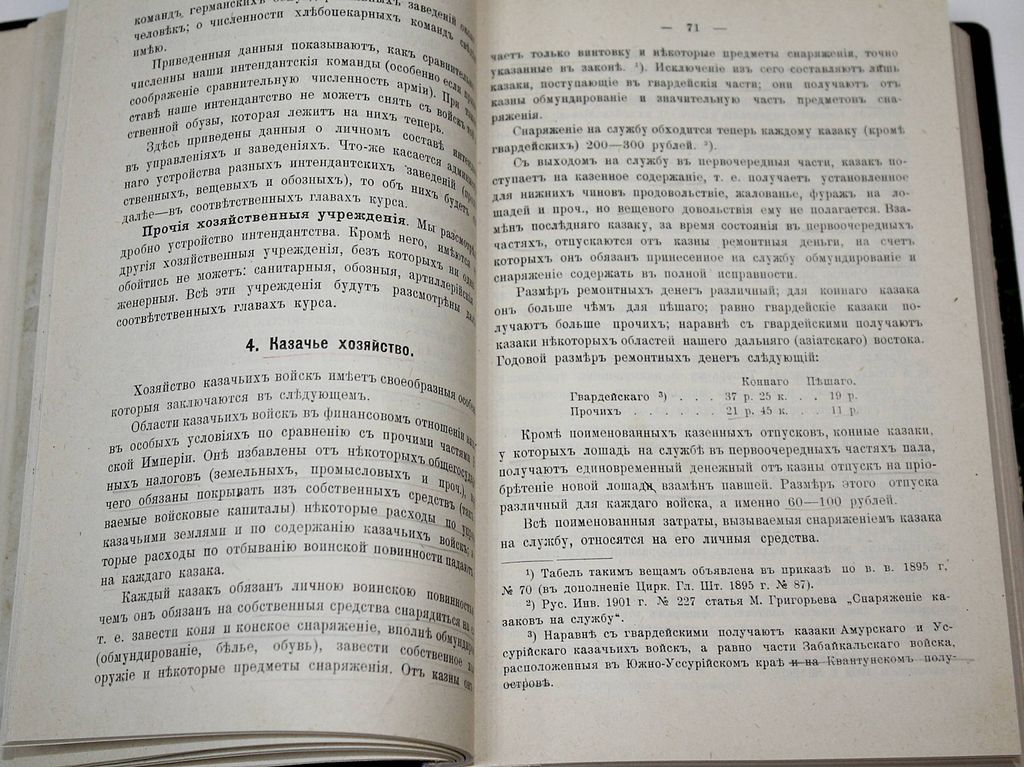 команд, германских
человѣкъ; о численности хлѣбопекарныхъ командъ
имѣю.
Приведенныя данныя показываютъ, какъ сравнительно
численны наши интендантскія команды (особенно если
соображеніе сравнительную численность арміи). При
ставѣ наше интендантство не можетъ снять съ войскъ
ственной обузы, которая лежитъ на нихъ теперь.
Здѣсь приведены данныя о личномъ составѣ
въ управленіяхъ и заведеніяхъ. Что-же касается
наго устройства разныхъ интендантскихъ заведеній
ственныхъ, вещевыхъ и обозныхъ), то объ нихъ будетъ
далѣе—въ соотвѣтственныхъ главахъ курса.
Прочія хозяйственныя учрежденія. Мы
дробно устройство интендантства. Кромѣ него, имѣются
другія хозяйственныя учрежденія, безъ которыхъ ни
обойтись не можетъ: санитарныя, обозныя, артиллерійскія
женерныя. Всѣ эти учрежденія будутъ разсмотрѣны
соотвѣтственныхъ главахъ курса.
4. Казачье хозяйство.
Хозяйство казачьихъ войскъ имѣетъ своеобразныя
которыя заключаются въ слѣдующемъ.
Области казачьихъ войскъ въ финансовомъ отношеніи
въ особыхъ условіяхъ по сравненію съ прочими частями
ской Имперіи. Онѣ избавлены отъ нѣкоторыхъ
ныхъ налоговъ (земельныхъ, промысловыхъ и проч.),
чего обязаны покрывать изъ собственныхъ средствъ
ваемые войсковые капиталы) нѣкоторые расходы по
казачьими землями и по содержанію казачьихъ войскъ;
торые расходы по отбыванію воинской повинности падаютъ
на каждаго казака.
Каждый казакъ обязанъ личною воинскою повинностью
чемъ онъ обязанъ на собственныя средства снарядиться на
т. е. завести коня и конское снаряженіе, вполнѣ
(обмундированіе, бѣлье, обувь), завести собственное
оружіе и нѣкоторые предметы снаряженія. Отъ казны
— 71 —
чаетъ только винтовку и нѣкоторые предметы снаряженія, точно
указанные въ законѣ. ¹). Исключеніе изъ сего составляютъ лишь
казаки, поступающіе въ гвардейскія части; они получаютъ отъ
казны обмундированіе и значительную часть предметовъ сна-
ряженія.
Снаряженіе на службу обходится теперь каждому казаку (кромѣ
гвардейскихъ) 200—300 рублей. ²).
Съ выходомъ на службу въ первоочередныя части, казакъ по-
ступаетъ на казенное содержаніе, т. е. получаетъ установленное
для нижнихъ чиновъ продовольствіе, жалованье, фуражъ на ло-
шадей и проч., но вещевого довольствія ему не полагается. Вза-
мѣнъ послѣдняго казаку, за время состоянія въ первоочередныхъ
частяхъ, отпускаются отъ казны ремонтныя деньги, на счетъ
которыхъ онъ обязанъ принесенное на службу обмундированіе и
снаряженіе содержать въ полной исправности.
Размѣръ ремонтныхъ денегъ различный; для коннаго казака
онъ больше чѣмъ для пѣшаго; равно гвардейскіе казаки по-
лучаютъ больше прочихъ; наравнѣ съ гвардейскими получаютъ
казаки нѣкоторыхъ областей нашего дальняго (азіатскаго) востока.
Годовой размѣръ ремонтныхъ денегъ слѣдующій:
Коннаго Пѣшаго.
Гвардейскаго ³) . . . 37 р. 25 к. . . 19 р.
Прочихъ . . . . . . 21 р. 45 к. . . 11 р.
Кромѣ поименованныхъ казенныхъ отпусковъ, конные казаки,
у которыхъ лошадь на службѣ въ первоочередныхъ частяхъ пала,
получаютъ единовременный денежный отъ казны отпускъ на прі-
обрѣтеніе новой лошади, взамѣнъ павшей. Размѣръ этого отпуска
различный для каждаго войска, а именно 60—100 рублей.
Всѣ поименованныя затраты, вызываемыя снаряженіемъ казака
на службу, относятся на его личныя средства.
¹) Табель такимъ вещамъ объявлена въ приказѣ по в. в. 1895 г.
№ 70 (въ дополненіе Цирк. Гл. Шт. 1895 г. № 87).
²) Рус. Инв. 1901 г. № 227 статья М. Григорьева „Снаряженіе ка-
заковъ на службу“.
³) Наравнѣ съ гвардейскими получаютъ казаки Амурскаго и Ус-
сурійскаго казачьихъ войскъ, а равно части Забайкальскаго войска,
расположенныя въ Южно-Уссурійскомъ краѣ и на Квантунскомъ полу-
островѣ.